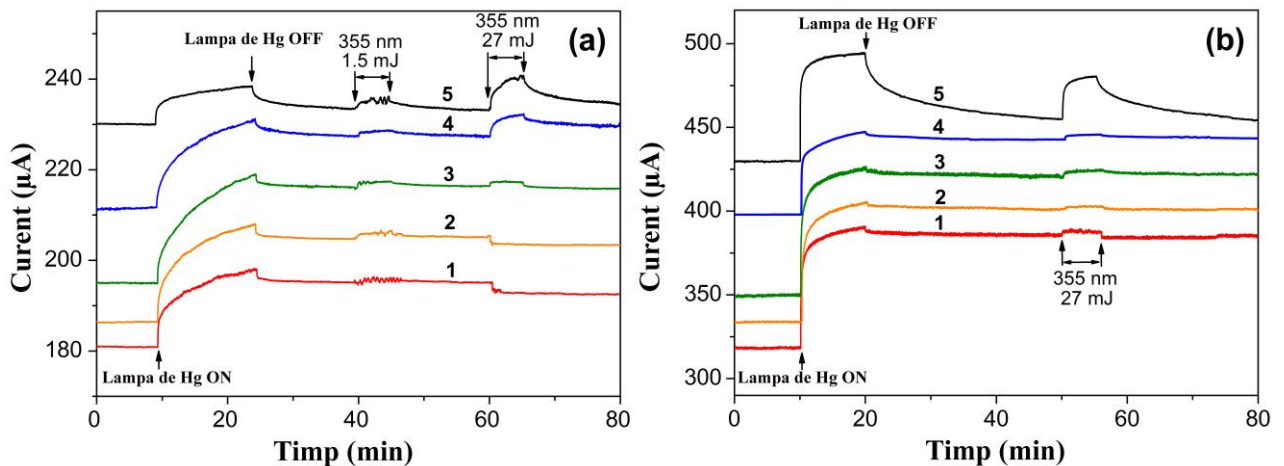 (a)
Lampa de Hg OFF
355 nm
1.5 mJ
355 nm
27 mJ
240
230
220
210
200
190
180
5
4
3
2
1
Lampa de Hg ON
0
20
40
60
80
Curent (μA)
Timp (min)
(b)
Lampa de Hg OFF
500
450
400
350
300
5
4
3
2
1
355 nm
27 mJ
Lampa de Hg ON
0
20
40
60
80
Curent (μA)
Timp (min)